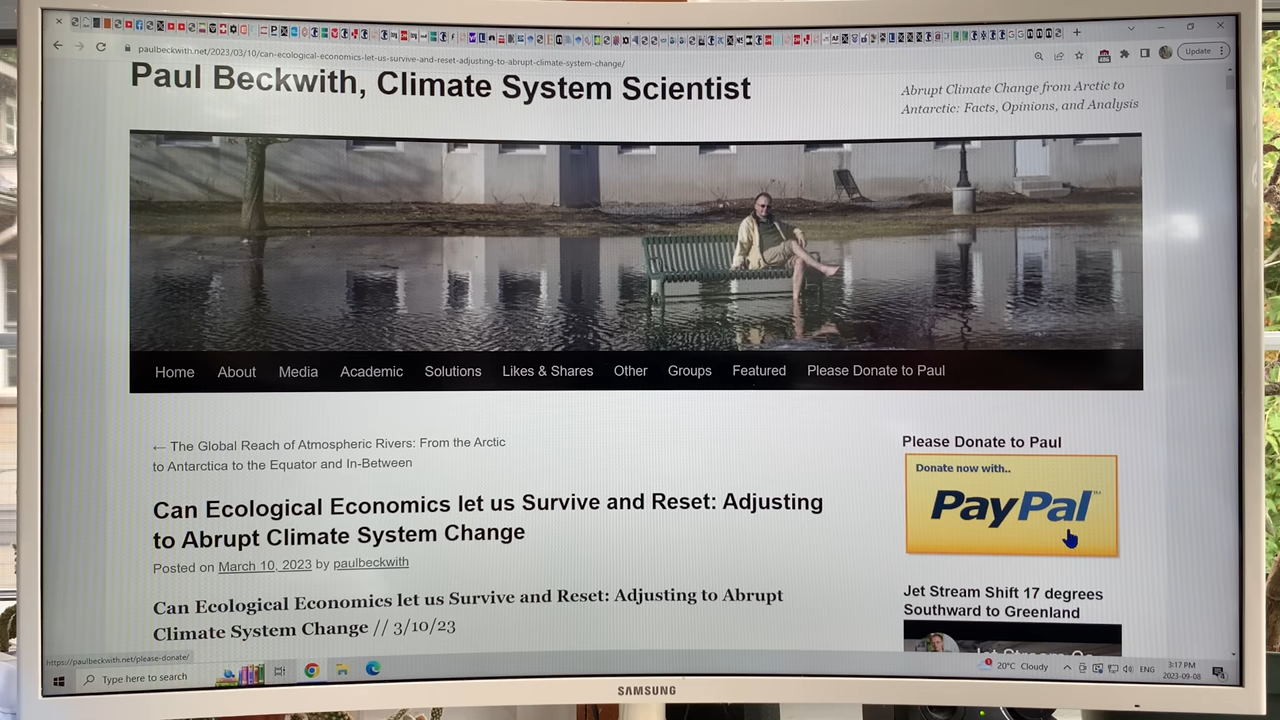 paulbeckwith.net/2023/03/10/can-ecological-economics-let-us-survive-and-reset-adjusting-to-abrupt-climate-system-change/
Update
Paul Beckwith, Climate System Scientist
Abrupt Climate Change from Arctic to
Antarctic: Facts, Opinions, and Analysis
Home About Media Academic Solutions Likes & Shares Other Groups Featured Please Donate to Paul
← The Global Reach of Atmospheric Rivers: From the Arctic
to Antarctica to the Equator and In-Between
Can Ecological Economics let us Survive and Reset: Adjusting
to Abrupt Climate System Change
Posted on March 10, 2023 by paulbeckwith
Can Ecological Economics let us Survive and Reset: Adjusting to Abrupt
Climate System Change // 3/10/23
Please Donate to Paul
Donate now with..
PayPal™
Jet Stream Shift 17 degrees
Southward to Greenland
https://paulbeckwith.net/please-donate/
Type here to search
20°C Cloudy
ENG
3:17 PM
2023-09-08
SAMSUNG